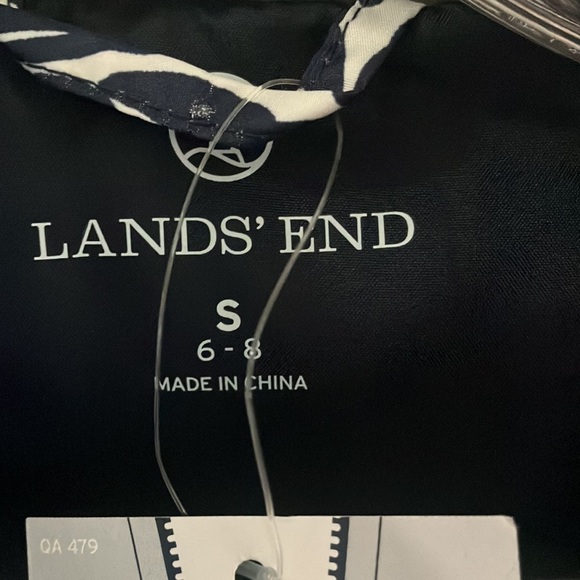 LANDS' END
S
6 - 8
MADE IN CHINA
QA 479